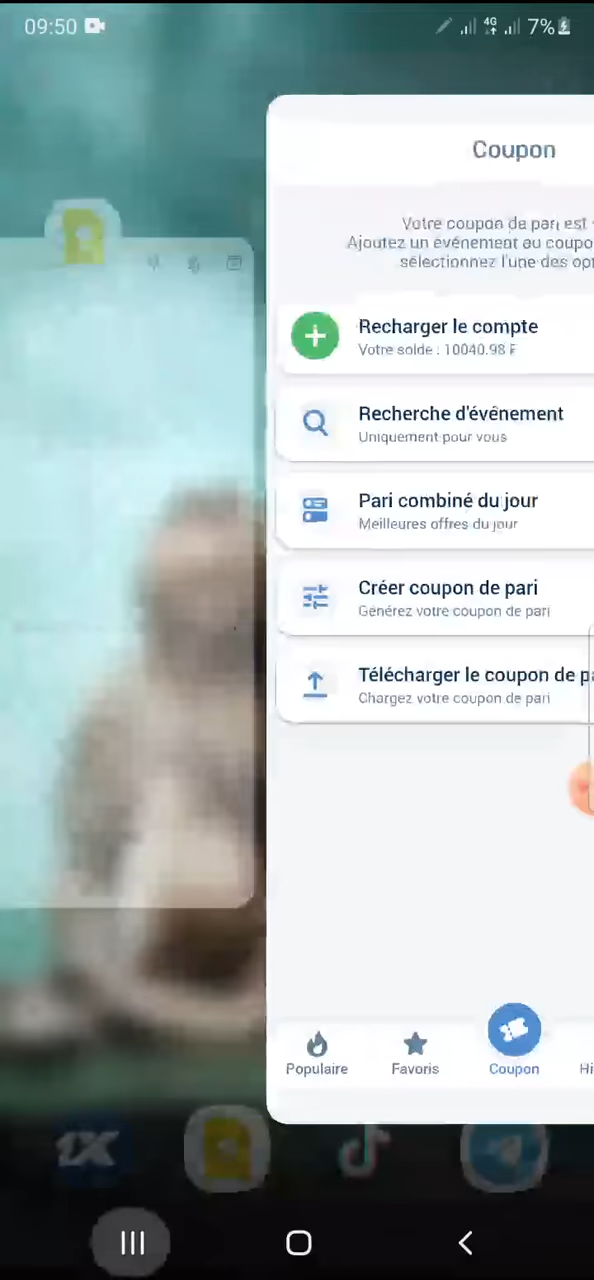 09:50
4G
7%
Coupon
Votre coupon de pari est
Ajoutez un événement au coupo
sélectionnez l'une des op
Recharger le compte
Votre solde : 10040.98 ₣
Recherche d'événement
Uniquement pour vous
Pari combiné du jour
Meilleures offres du jour
Créer coupon de pari
Générez votre coupon de pari
Télécharger le coupon de pa
Chargez votre coupon de pari
Populaire
Favoris
Coupon
Hi
1X